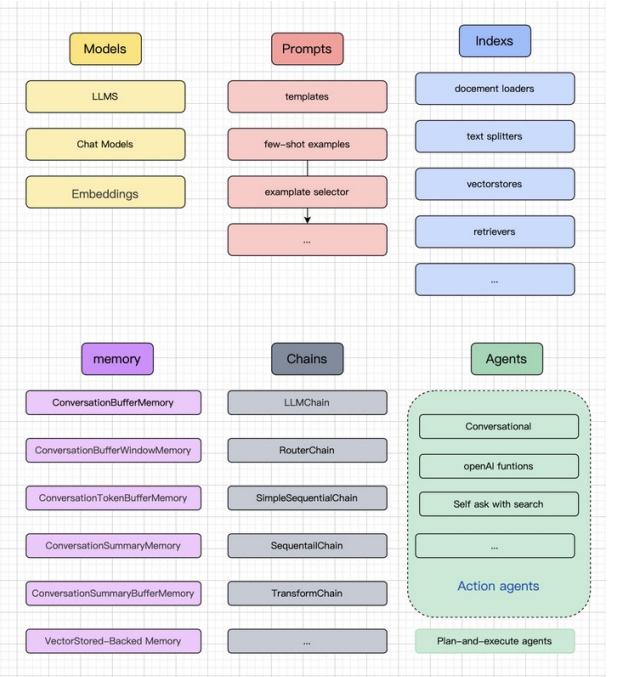 Models
LLMS
Chat Models
Embeddings
Prompts
templates
few-shot examples
examplate selector
...
Indexs
docement loaders
text splitters
vectorstores
retrievers
...
memory
ConversationBufferMemory
ConversationBufferWindowMemory
ConversationTokenBufferMemory
ConversationSummaryMemory
ConversationSummaryBufferMemory
VectorStored-Backed Memory
Chains
LLMChain
RouterChain
SimpleSequentialChain
SequentailChain
TransformChain
...
Agents
Conversational
openAI funtions
Self ask with search
...
Action agents
Plan-and-execute agents